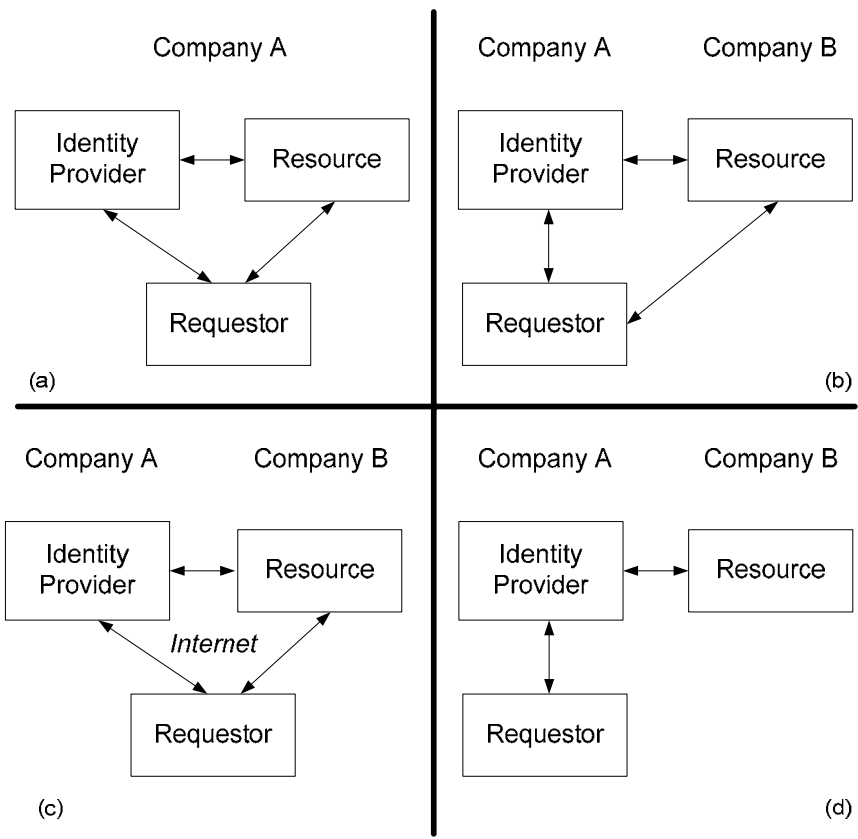 Company A
Identity
Provider
Resource
Requestor
(a)
Company A
Company B
Identity
Provider
Resource
Requestor
(b)
Company A
Company B
Identity
Provider
Resource
Internet
Requestor
(c)
Company A
Company B
Identity
Provider
Resource
Requestor
(d)